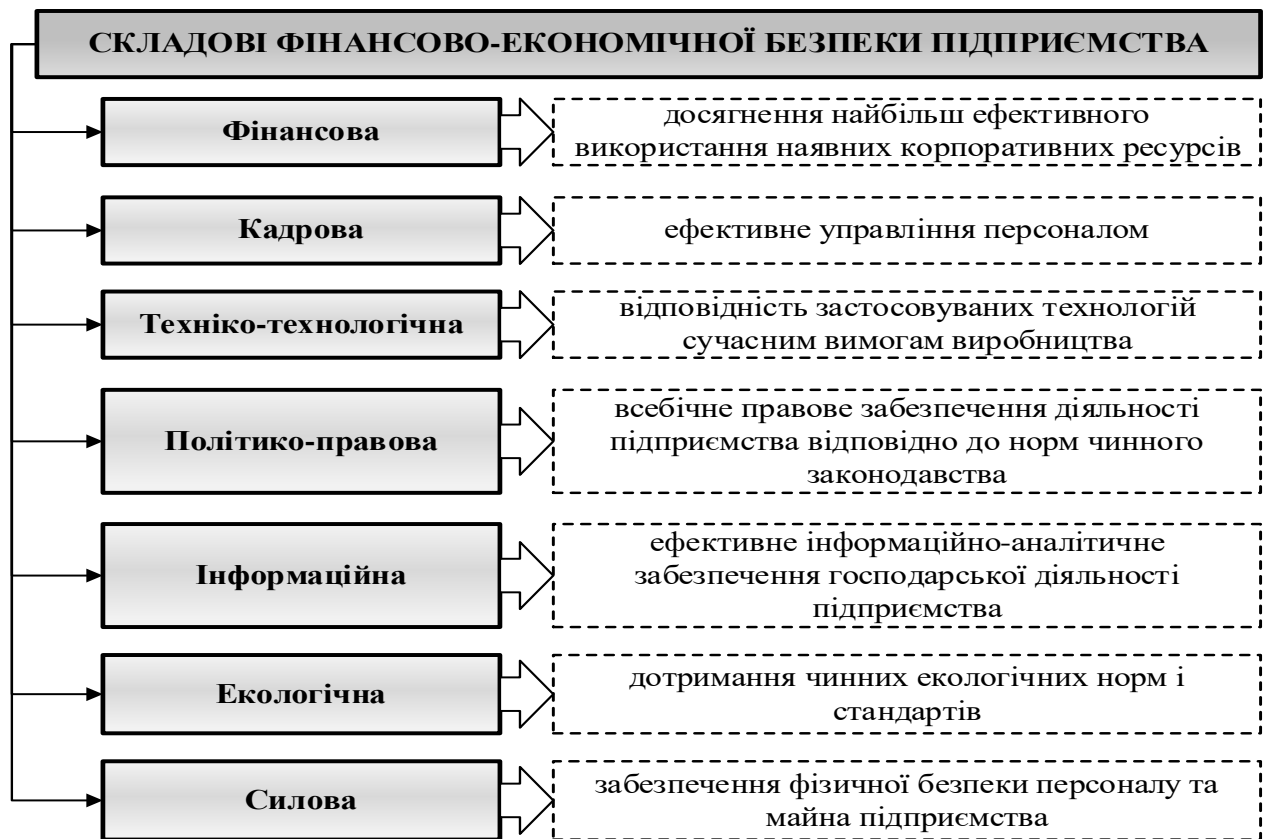 СКЛАДОВІ ФІНАНСОВО-ЕКОНОМІЧНОЇ БЕЗПЕКИ ПІДПРИЄМСТВА
Фінансова
досягнення найбільш ефективного
використання наявних корпоративних ресурсів
Кадрова
ефективне управління персоналом
Техніко-технологічна
відповідність застосовуваних технологій
сучасним вимогам виробництва
Політико-правова
всебічне правове забезпечення діяльності
підприємства відповідно до норм чинного
законодавства
Інформаційна
ефективне інформаційно-аналітичне
забезпечення господарської діяльності
підприємства
Екологічна
дотримання чинних екологічних норм і
стандартів
Силова
забезпечення фізичної безпеки персоналу та
майна підприємства